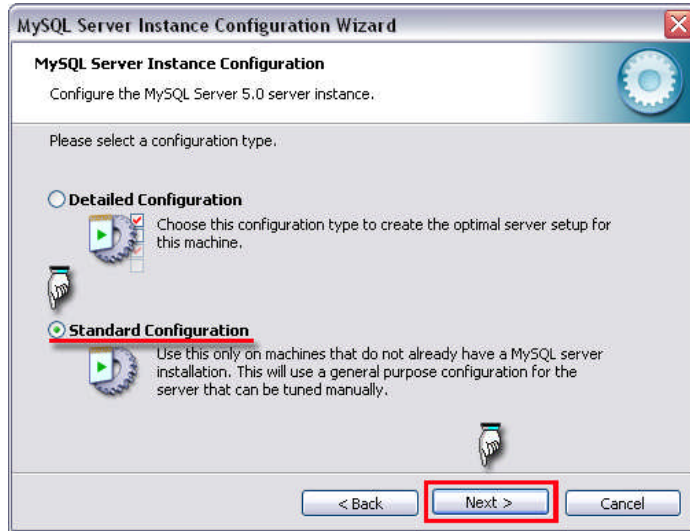 MySQL Server Instance Configuration Wizard
MySQL Server Instance Configuration
Configure the MySQL Server 5.0 server instance.
Please select a configuration type.
Detailed Configuration
Choose this configuration type to create the optimal server setup for
this machine.
Standard Configuration
Use this only on machines that do not already have a MySQL server
installation. This will use a general purpose configuration for the
server that can be tuned manually.
< Back Next > Cancel